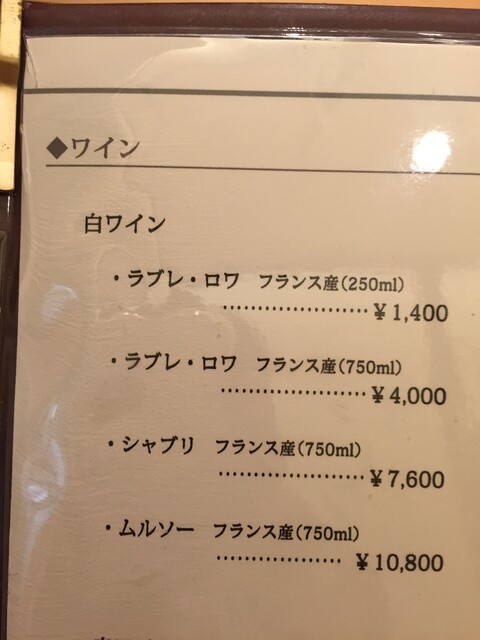 ◆ワイン
白ワイン
・ラブレ・ロワ フランス産(250ml)
¥1,400
・ラブレ・ロワ フランス産(750ml)
¥4,000
・シャブリ フランス産(750ml)
¥7,600
・ムルソー フランス産(750ml)
¥10,800